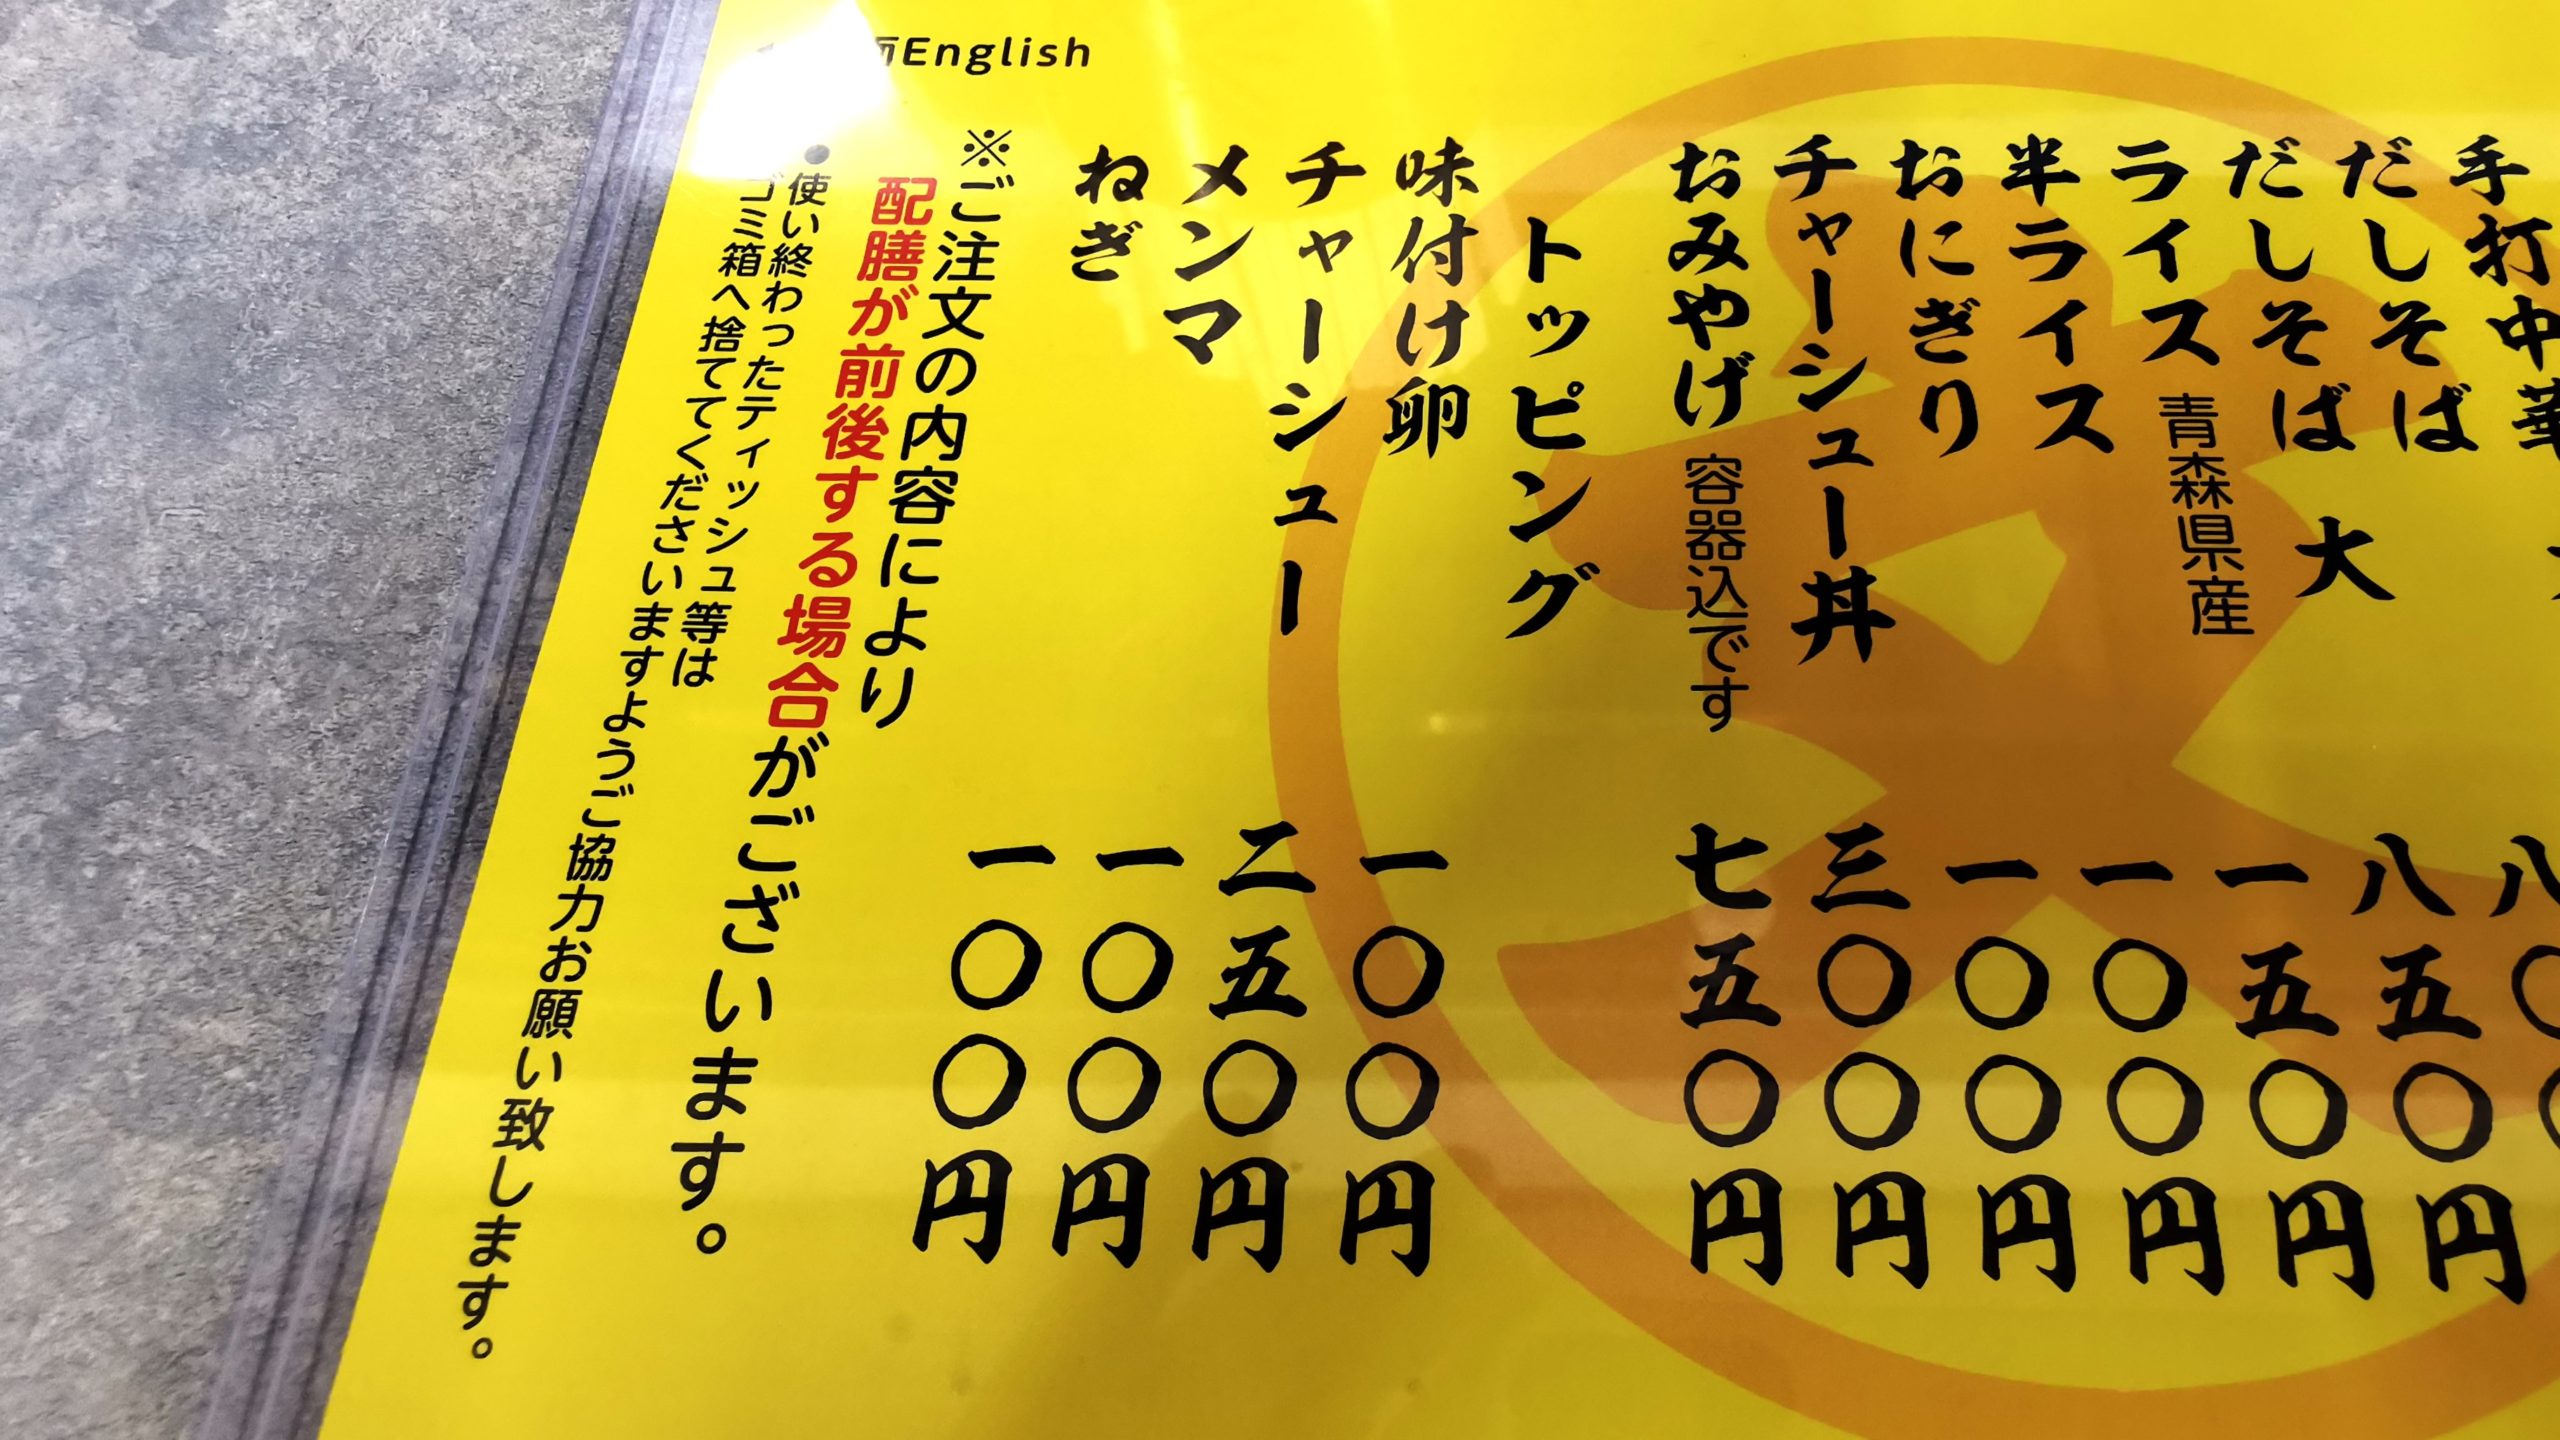 手打中華
だしそば
だしそば 大 八五〇円
ライス 青森県産 一五〇円
半ライス 一〇〇円
おにぎり 一〇〇円
チャーシュー丼 三〇〇円
おみやげ 容器込です 七五〇円
トッピング
味付け卵 一〇〇円
チャーシュー 二五〇円
メンマ 一〇〇円
ねぎ 一〇〇円
※ご注文の内容により
配膳が前後する場合がございます。
●使い終わったティッシュ等は
ゴミ箱へ捨ててくださいますようご協力お願い致します。
English